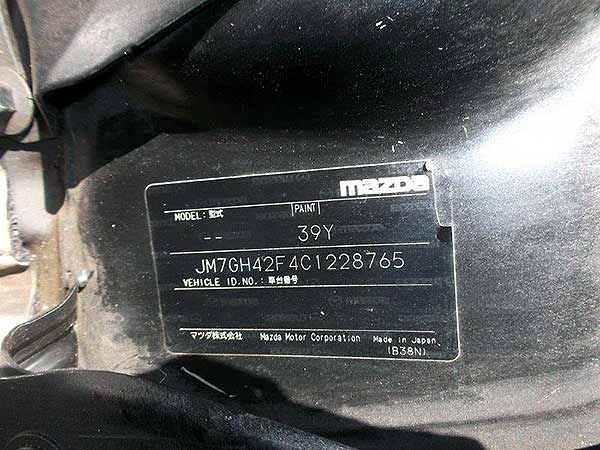 mazda
MODEL:型式 PAINT
-- 39Y
JM7GH42F4C1228765
VEHICLE ID.NO.:車台番号
マツダ株式会社 Mazda Motor Corporation Made in Japan
(B38N)